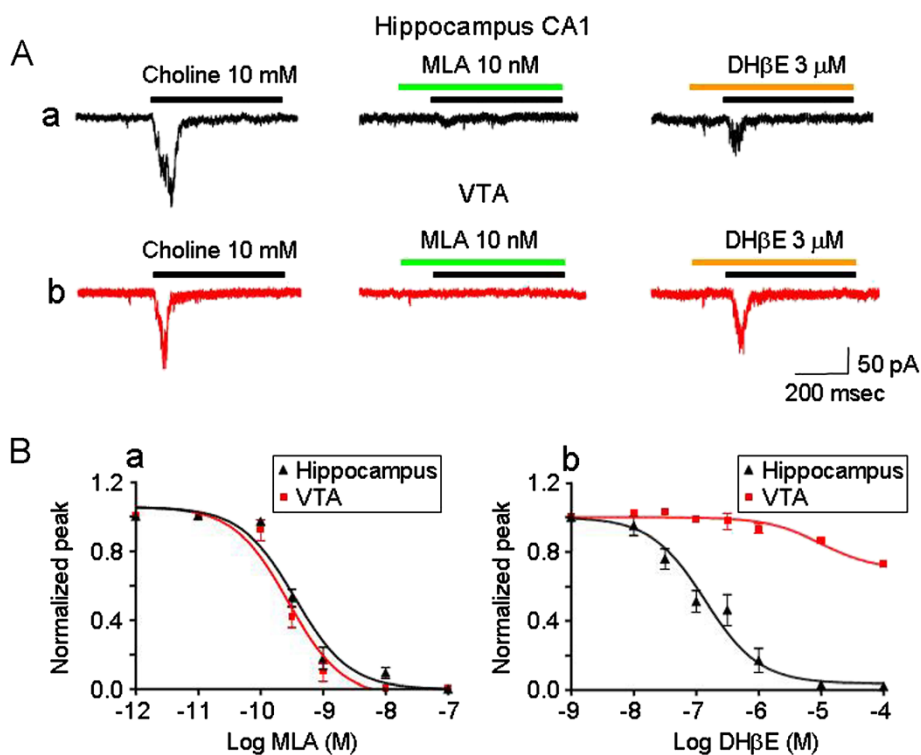 Hippocampus CA1
A
Choline 10 mM
MLA 10 nM
DHβE 3 μM
a
VTA
Choline 10 mM
MLA 10 nM
DHβE 3 μM
b
50 pA
200 msec
B
a
Hippocampus
VTA
Normalized peak
1.2
0.8
0.4
0.0
-12 -11 -10 -9 -8 -7
Log MLA (M)
b
Hippocampus
VTA
Normalized peak
1.2
0.8
0.4
0.0
-9 -8 -7 -6 -5 -4
Log DHβE (M)